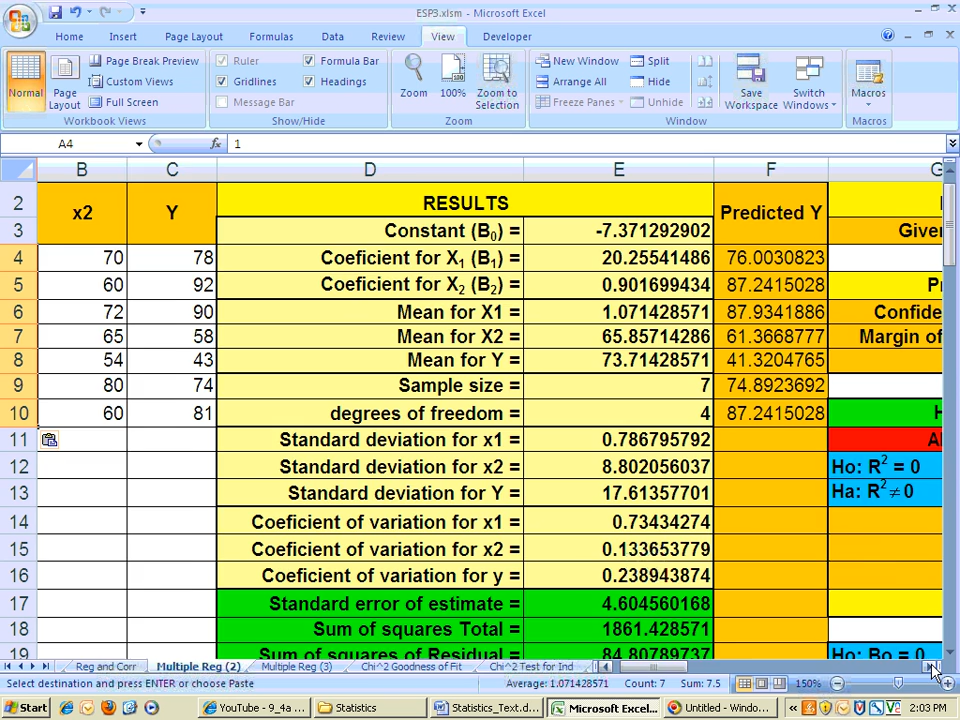 ESP3.xlsm - Microsoft Excel
Home Insert Page Layout Formulas Data Review View Developer
Normal
Page Layout
Page Break Preview
Custom Views
Full Screen
Workbook Views
Ruler
Formula Bar
Gridlines
Headings
Message Bar
Show/Hide
Zoom
100%
Zoom to Selection
Zoom
New Window
Arrange All
Freeze Panes
Split
Hide
Unhide
Save Workspace
Switch Windows
Window
Macros
Macros
A4 fx 1
B C D E F G
2 x2 Y RESULTS Predicted Y
3 Constant (B0) = -7.371292902 Give
4 70 78 Coeficient for X1 (B1) = 20.25541486 76.0030823
5 60 92 Coeficient for X2 (B2) = 0.901699434 87.2415028
6 72 90 Mean for X1 = 1.071428571 87.9341886 Confide
7 65 58 Mean for X2 = 65.85714286 61.3668777 Margin of
8 54 43 Mean for Y = 73.71428571 41.3204765
9 80 74 Sample size = 7 74.8923692
10 60 81 degrees of freedom = 4 87.2415028
11 Standard deviation for x1 = 0.786795792
12 Standard deviation for x2 = 8.802056037 Ho: R2 = 0
13 Standard deviation for Y = 17.61357701 Ha: R2 ≠ 0
14 Coeficient of variation for x1 = 0.73434274
15 Coeficient of variation for x2 = 0.133653779
16 Coeficient of variation for y = 0.238943874
17 Standard error of estimate = 4.604560168
18 Sum of squares Total = 1861.428571
19 Sum of squares of Residual = 84.80789737 Ho: Bo = 0
Reg and Corr Multiple Reg (2) Multiple Reg (3) Chi^2 Goodness of Fit Chi^2 Test for Ind
Select destination and press ENTER or choose Paste Average: 1.071428571 Count: 7 Sum: 7.5 150%
Start YouTube - 9_4a ... Statistics Statistics_Text.d... Microsoft Excel... Untitled - Windo... 2:03 PM